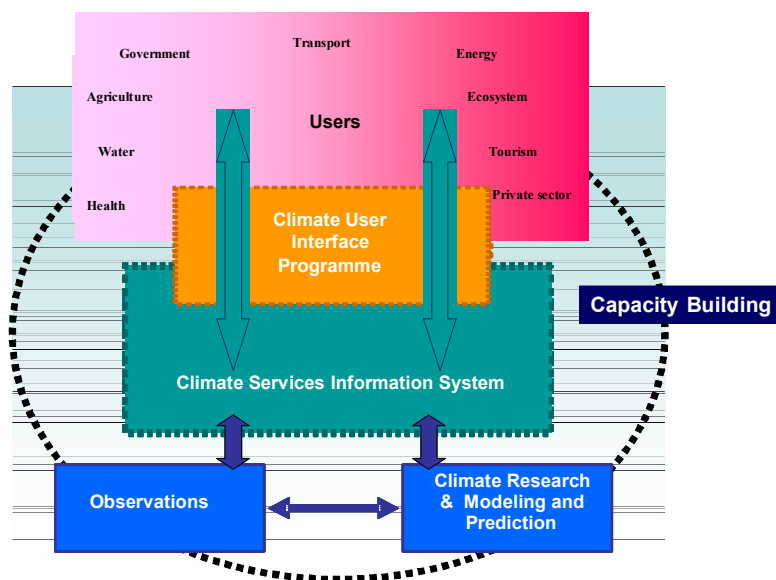 Transport
Government
Energy
Agriculture
Ecosystem
Users
Water
Tourism
Health
Private sector
Climate User
Interface
Programme
Capacity Building
Climate Services Information System
Observations
Climate Research
& Modeling and
Prediction